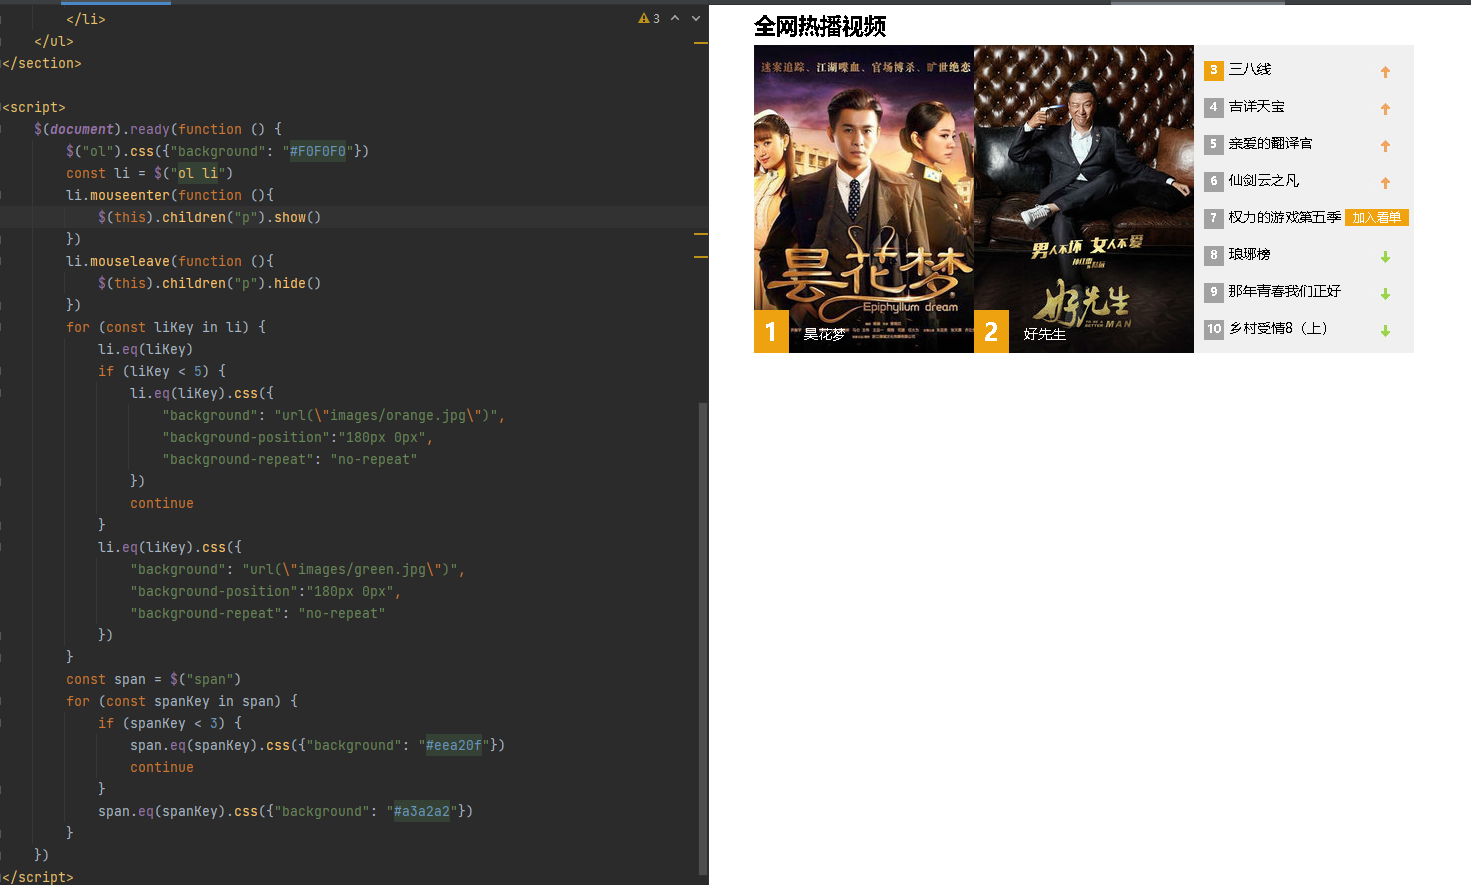 </li>
</ul>
</section>
<script>
$(document).ready(function () {
$("ol").css({"background": "#F0F0F0"})
const li = $("ol li")
li.mouseenter(function (){
$(this).children("p").show()
})
li.mouseleave(function (){
$(this).children("p").hide()
})
for (const liKey in li) {
li.eq(liKey)
if (liKey < 5) {
li.eq(liKey).css({
"background": "url(\"images/orange.jpg\")",
"background-position":"180px 0px",
"background-repeat": "no-repeat"
})
continue
}
li.eq(liKey).css({
"background": "url(\"images/green.jpg\")",
"background-position":"180px 0px",
"background-repeat": "no-repeat"
})
}
const span = $("span")
for (const spanKey in span) {
if (spanKey < 3) {
span.eq(spanKey).css({"background": "#eea20f"})
continue
}
span.eq(spanKey).css({"background": "#a3a2a2"})
}
})
</script>
3
全网热播视频
迷案追踪、江湖喋血、官场博杀、旷世绝恋
昙花梦
Epiphyllum dream
1 昊花梦
男人不坏 女人不爱
好先生
TO BE A BETTER MAN
2 好先生
3 三八线
4 吉详天宝
5 亲爱的翻译官
6 仙剑云之凡
7 权力的游戏第五季 加入看单
8 琅琊榜
9 那年青春我们正好
10 乡村受情8（上）